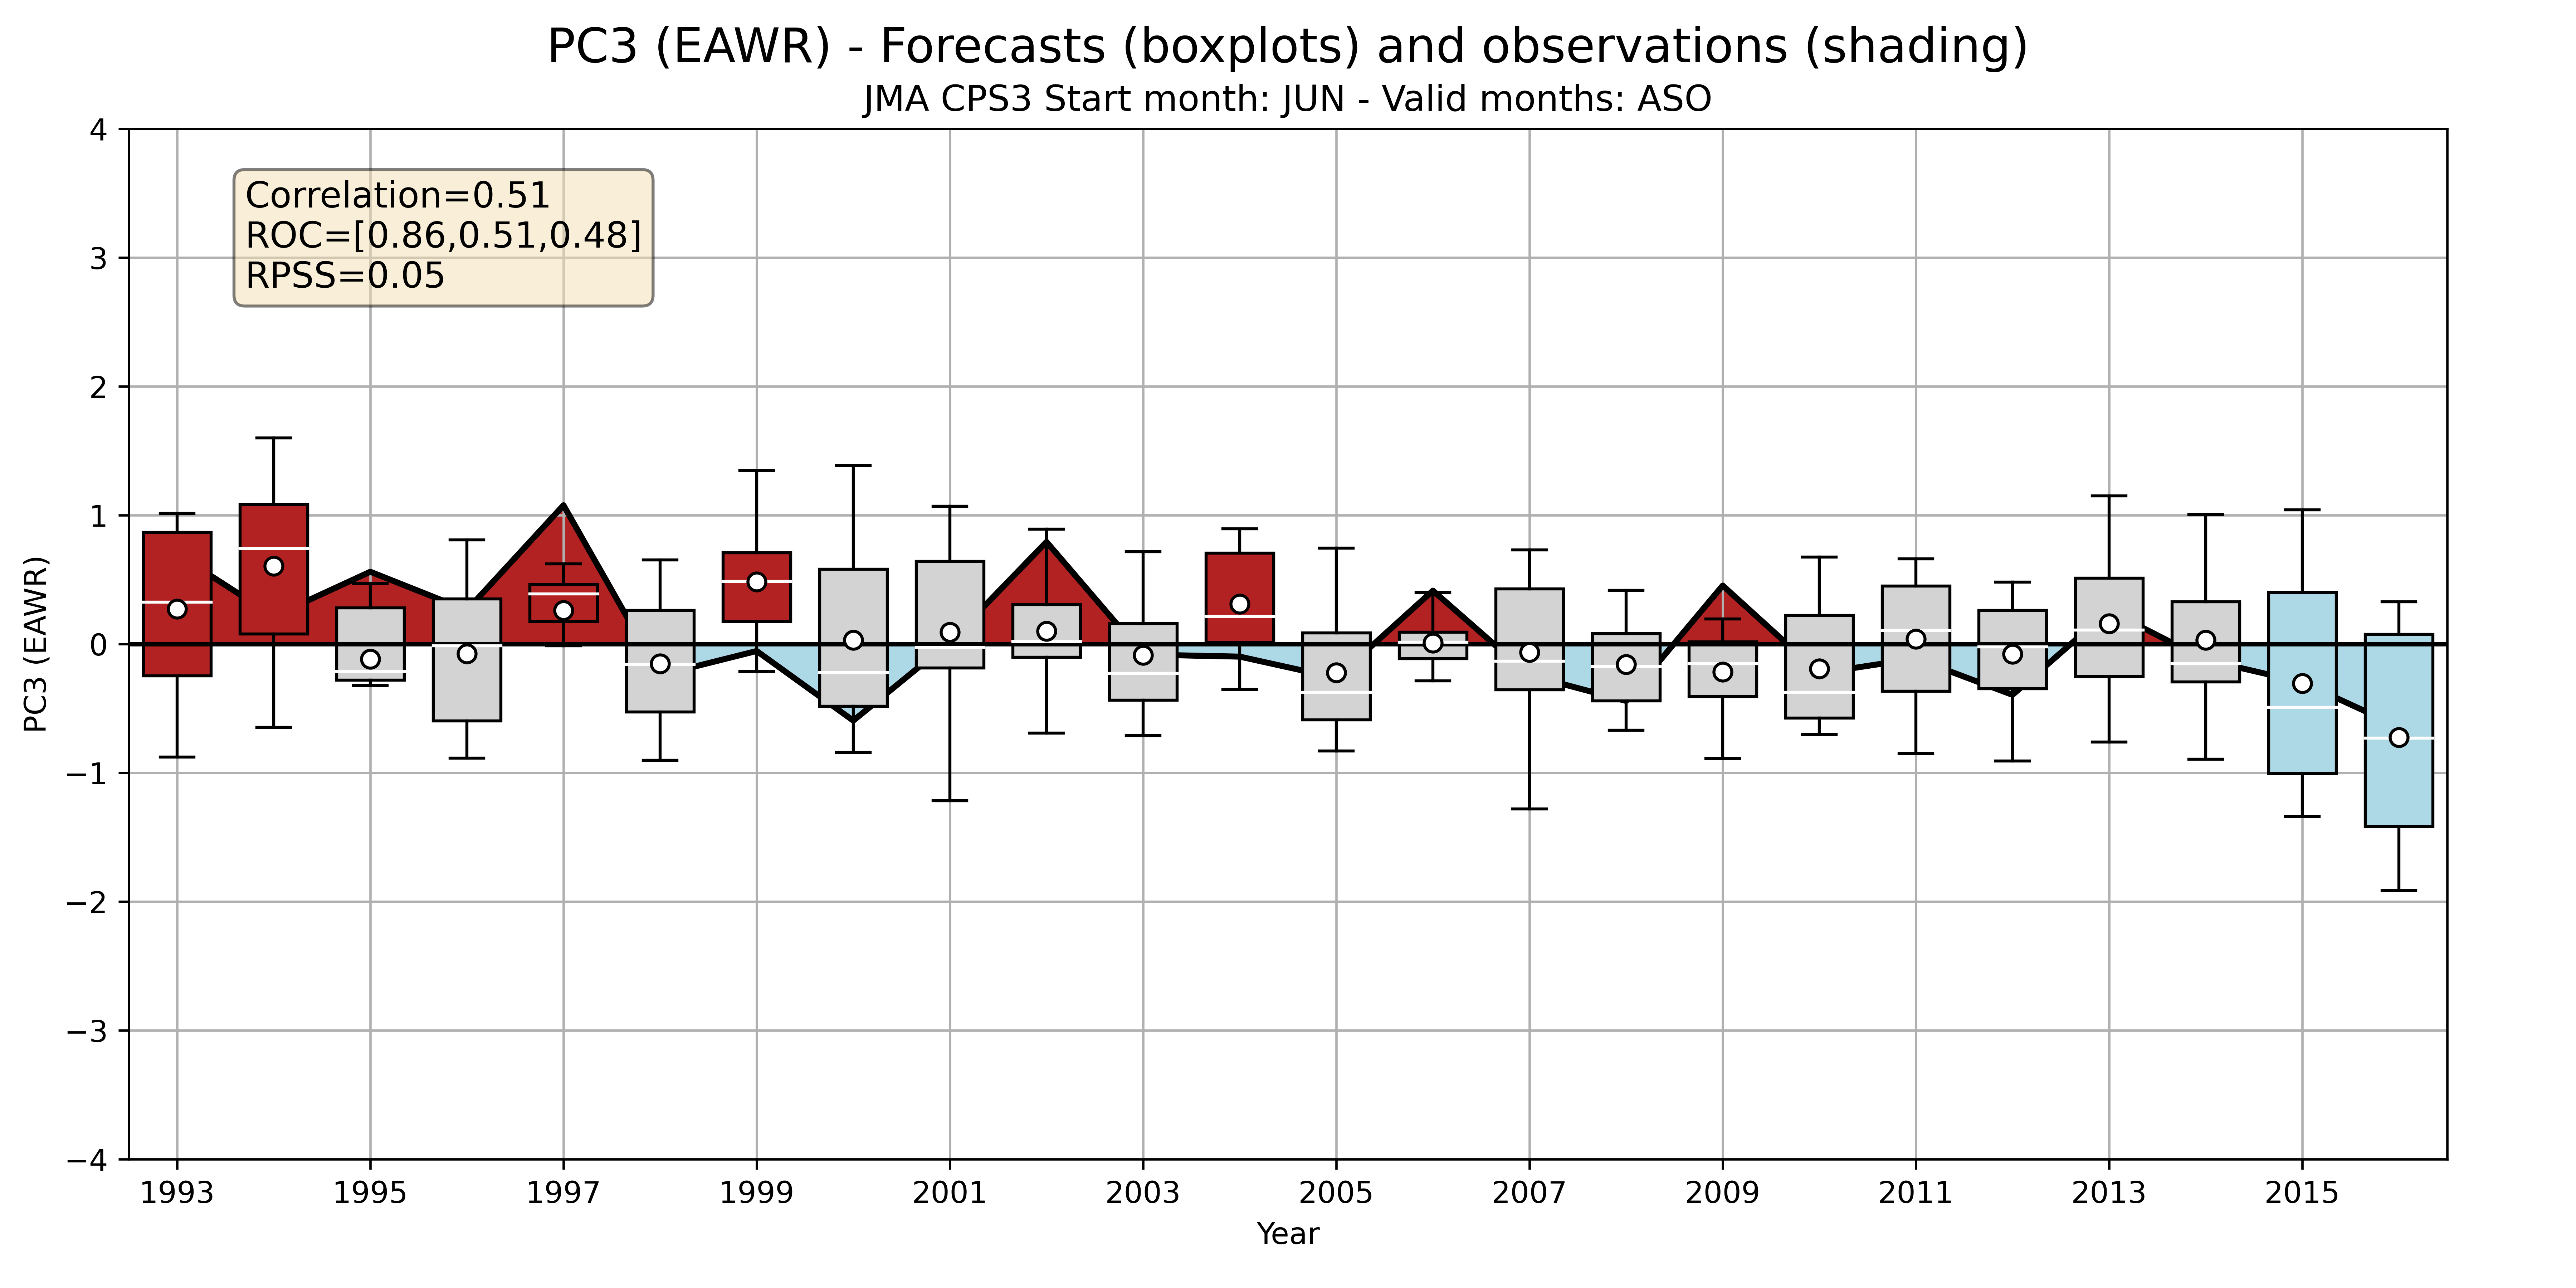 PC3 (EAWR) - Forecasts (boxplots) and observations (shading)
JMA CPS3 Start month: JUN - Valid months: ASO
Correlation=0.51
ROC=[0.86,0.51,0.48]
RPSS=0.05
PC3 (EAWR)
4
3
2
1
0
−1
−2
−3
−4
1993 1995 1997 1999 2001 2003 2005 2007 2009 2011 2013 2015
Year